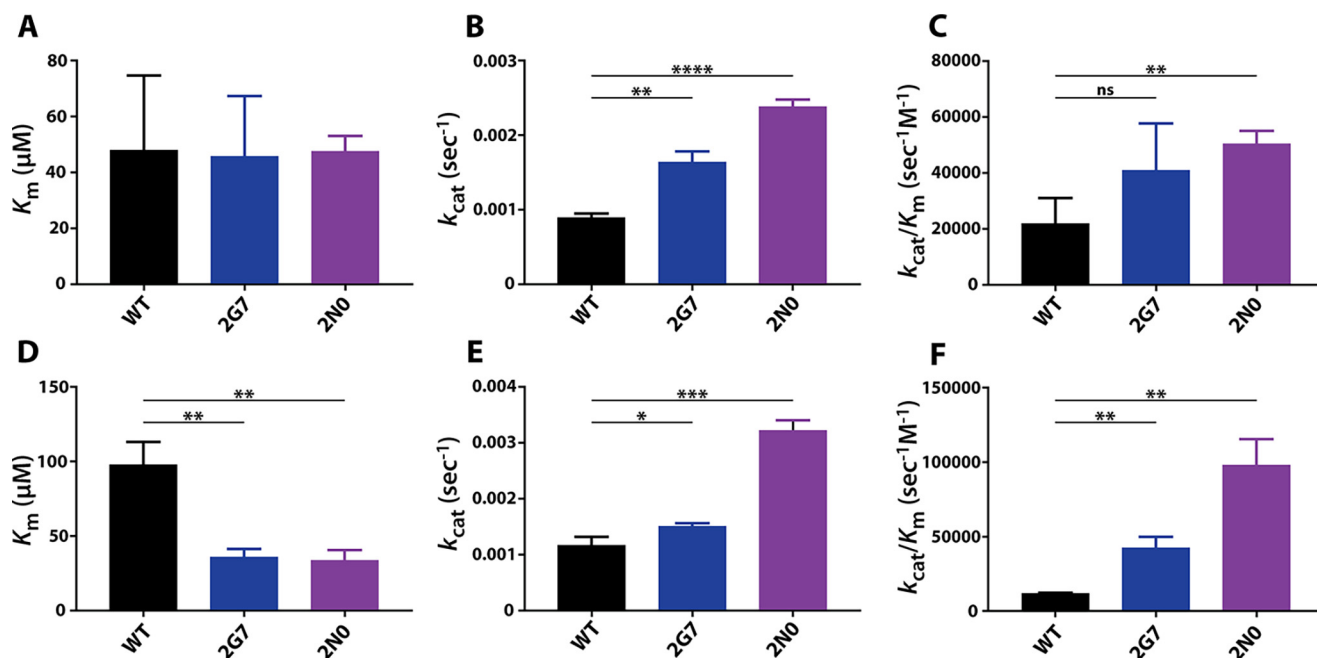 A
80
60
40
20
0
Km (μM)
WT
2G7
2N0
B
0.003
0.002
0.001
0
kcat (sec⁻¹)
****
**
WT
2G7
2N0
C
80000
60000
40000
20000
0
kcat/Km (sec⁻¹M⁻¹)
**
ns
WT
2G7
2N0
D
150
100
50
0
Km (μM)
**
**
WT
2G7
2N0
E
0.004
0.003
0.002
0.001
0
kcat (sec⁻¹)
***
*
WT
2G7
2N0
F
150000
100000
50000
0
kcat/Km (sec⁻¹M⁻¹)
**
**
WT
2G7
2N0